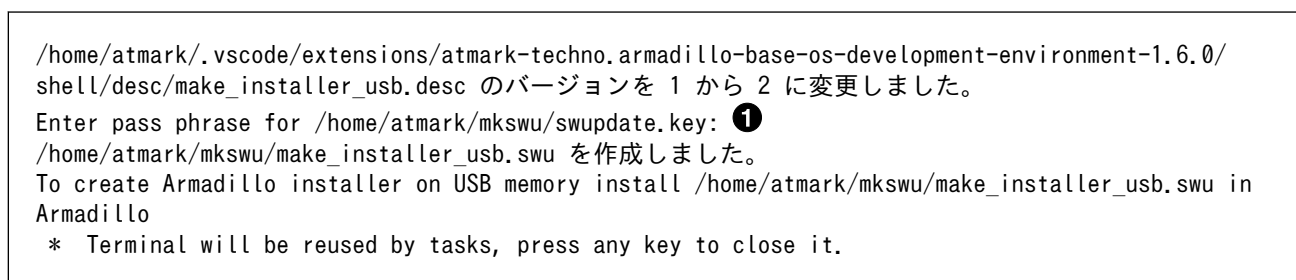 /home/atmark/.vscode/extensions/atmark-techno.armadillo-base-os-development-environment-1.6.0/
shell/desc/make_installer_usb.desc のバージョンを 1 から 2 に変更しました。
Enter pass phrase for /home/atmark/mkswu/swupdate.key: ❶
/home/atmark/mkswu/make_installer_usb.swu を作成しました。
To create Armadillo installer on USB memory install /home/atmark/mkswu/make_installer_usb.swu in
Armadillo
 *  Terminal will be reused by tasks, press any key to close it.